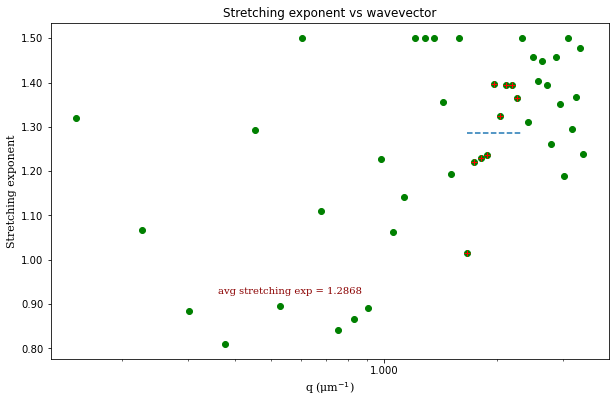 Stretching exponent vs wavevector
Stretching exponent
1.50
1.40
1.30
1.20
1.10
1.00
0.90
0.80
avg stretching exp = 1.2868
1.000
q (μm⁻¹)